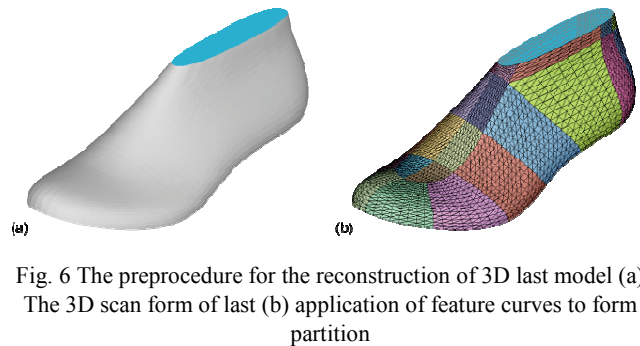 (a)
(b)
Fig. 6 The preprocedure for the reconstruction of 3D last model (a)
The 3D scan form of last (b) application of feature curves to form
partition